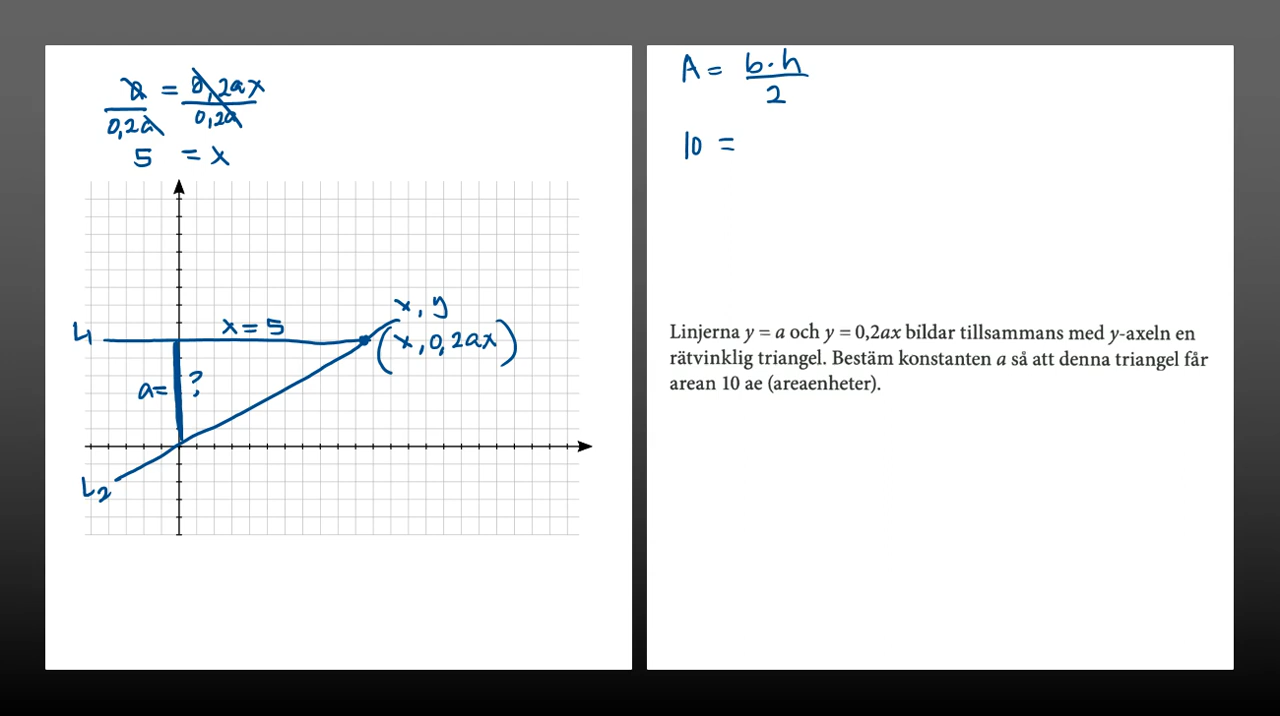 a = 0,2ax
0,2a 0,2a
5 = x
x, y
L1
x = 5
(x, 0,2ax)
a= ?
L2
A = b·h
2
10 =
Linjerna y = a och y = 0,2ax bildar tillsammans med y-axeln en
rätvinklig triangel. Bestäm konstanten a så att denna triangel får
arean 10 ae (areaenheter).